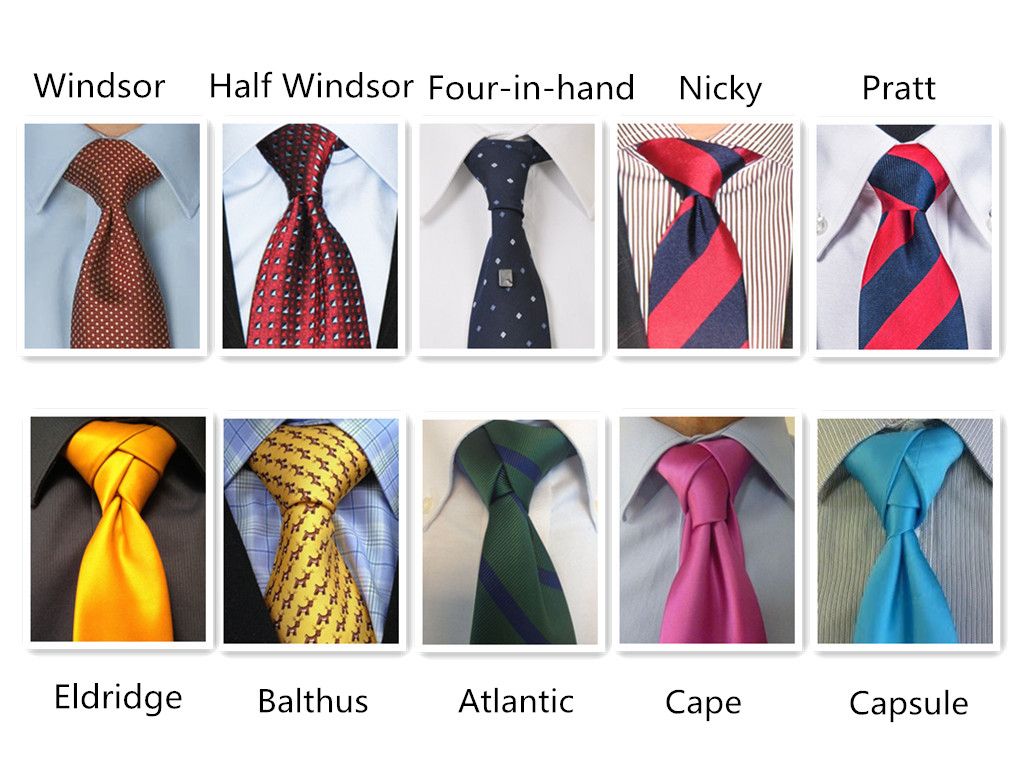 Windsor
Half Windsor
Four-in-hand
Nicky
Pratt
Eldridge
Balthus
Atlantic
Cape
Capsule